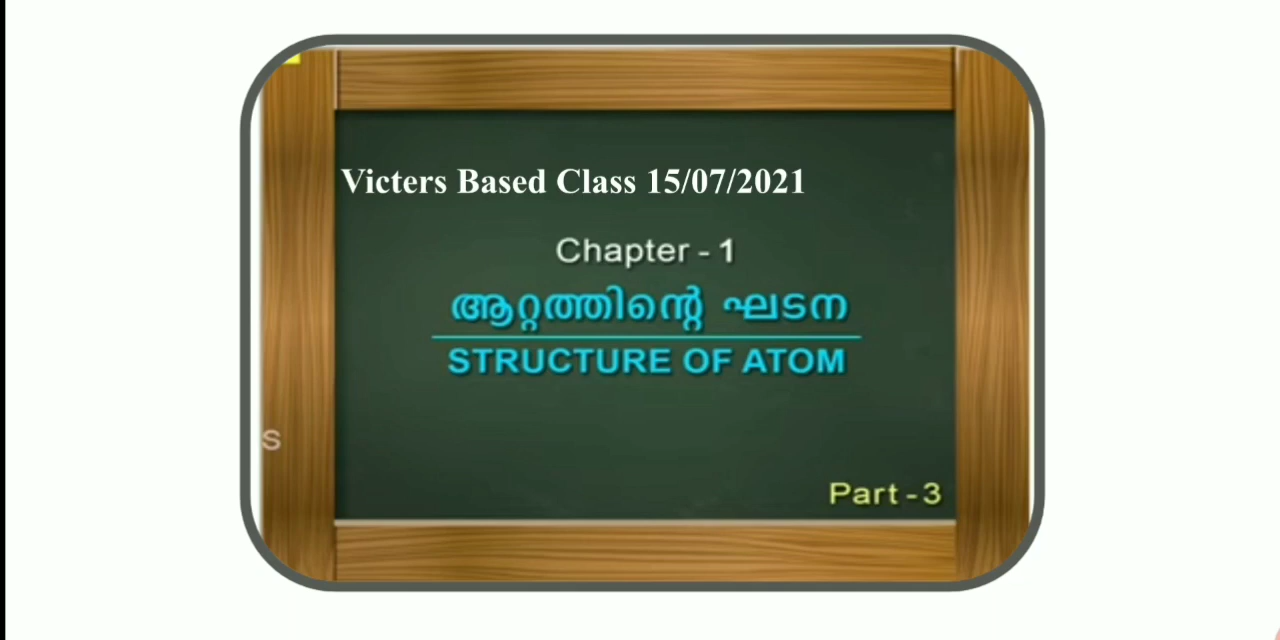 Victers Based Class 15/07/2021
Chapter - 1
ആറ്റത്തിന്റെ ഘടന
STRUCTURE OF ATOM
S
Part - 3